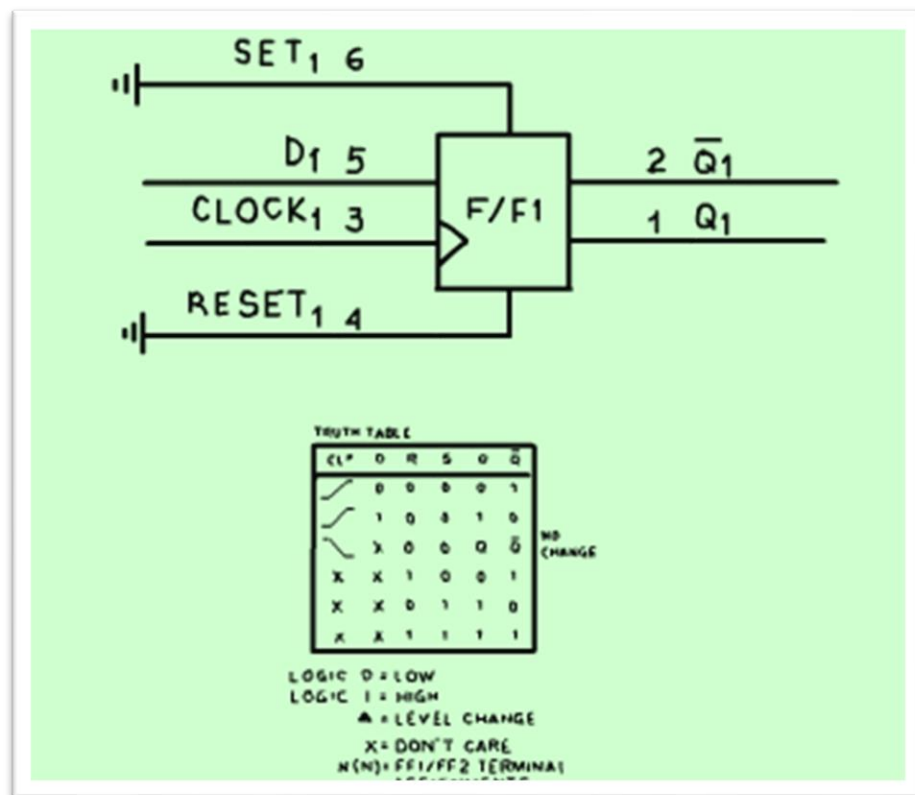 SET1 6
D1 5
2 Q̅1
CLOCK1 3
F/F1
1 Q1
RESET1 4
TRUTH TABLE
CL* D R S Q Q̅
0 0 0 0 1
1 0 0 1 0
X 0 0 Q Q̅
NO CHANGE
X X 1 0 0 1
X X 0 1 1 0
X X 1 1 1 1
LOGIC 0 = LOW
LOGIC 1 = HIGH
▲ = LEVEL CHANGE
X = DON'T CARE
N(N) = FF1/FF2 TERMINAL